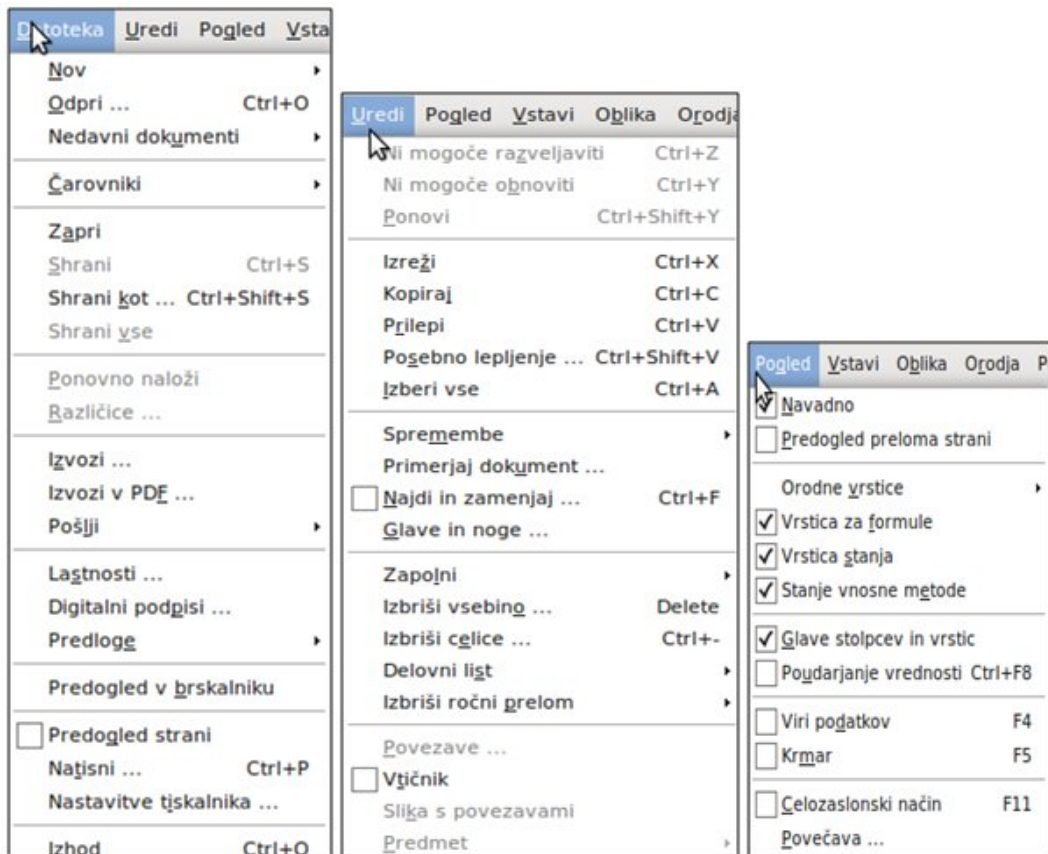 Datoteka Uredi Pogled Vsta
Nov
Odpri ... Ctrl+O
Nedavni dokumenti
Čarovniki
Zapri
Shrani Ctrl+S
Shrani kot ... Ctrl+Shift+S
Shrani vse
Ponovno naloži
Različice ...
Izvozi ...
Izvozi v PDF ...
Pošlji
Lastnosti ...
Digitalni podpisi ...
Predloge
Predogled v brskalniku
Predogled strani
Natisni ... Ctrl+P
Nastavitve tiskalnika ...
Izhod Ctrl+Q
Uredi Pogled Vstavi Oblika Orodja
Ni mogoče razveljaviti Ctrl+Z
Ni mogoče obnoviti Ctrl+Y
Ponovi Ctrl+Shift+Y
Izreži Ctrl+X
Kopiraj Ctrl+C
Prilepi Ctrl+V
Posebno lepljenje ... Ctrl+Shift+V
Izberi vse Ctrl+A
Spremembe
Primerjaj dokument ...
Najdi in zamenjaj ... Ctrl+F
Glave in noge ...
Zapolni
Izbriši vsebino ... Delete
Izbriši celice ... Ctrl+-
Delovni list
Izbriši ročni prelom
Povezave ...
Vtičnik
Slika s povezavami
Predmet
Pogled Vstavi Oblika Orodja P
Navadno
Predogled preloma strani
Orodne vrstice
Vrstica za formule
Vrstica stanja
Stanje vnosne metode
Glave stolpcev in vrstic
Poudarjanje vrednosti Ctrl+F8
Viri podatkov F4
Krmar F5
Celozaslonski način F11
Povečava ...